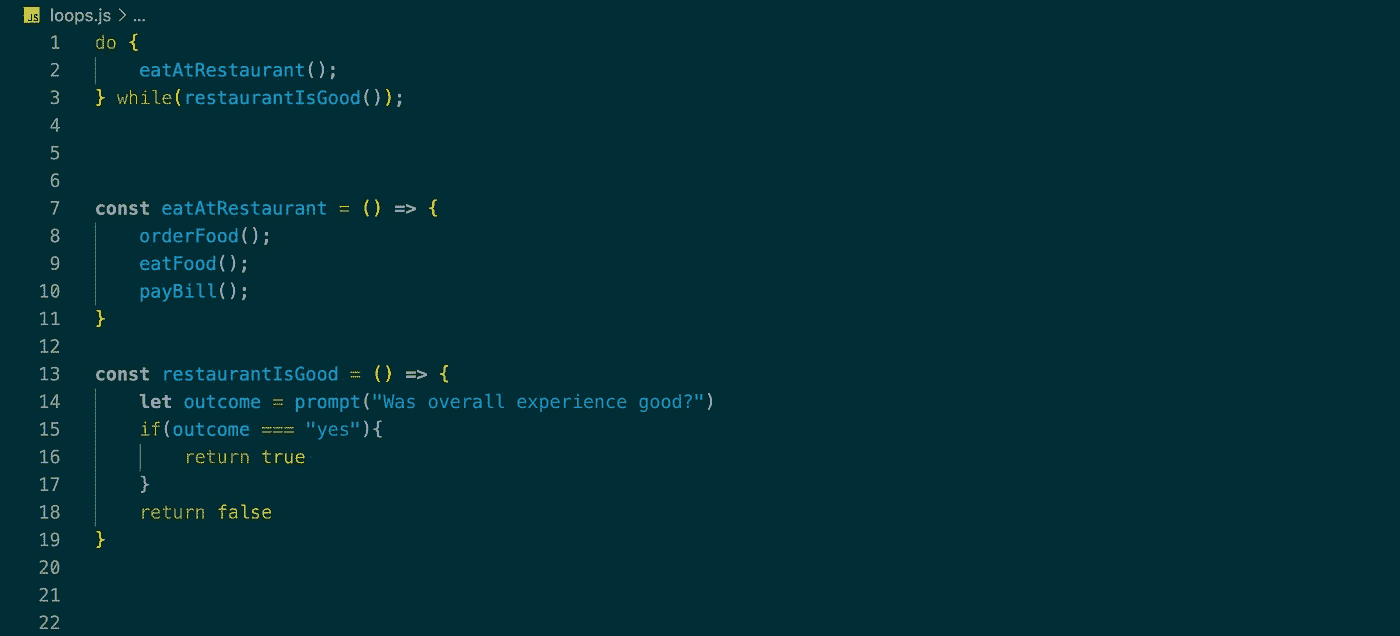 JS loops.js > ...
1 do {
2 eatAtRestaurant();
3 } while(restaurantIsGood());
4
5
6
7 const eatAtRestaurant = () => {
8 orderFood();
9 eatFood();
10 payBill();
11 }
12
13 const restaurantIsGood = () => {
14 let outcome = prompt("Was overall experience good?")
15 if(outcome === "yes"){
16 return true
17 }
18 return false
19 }
20
21
22